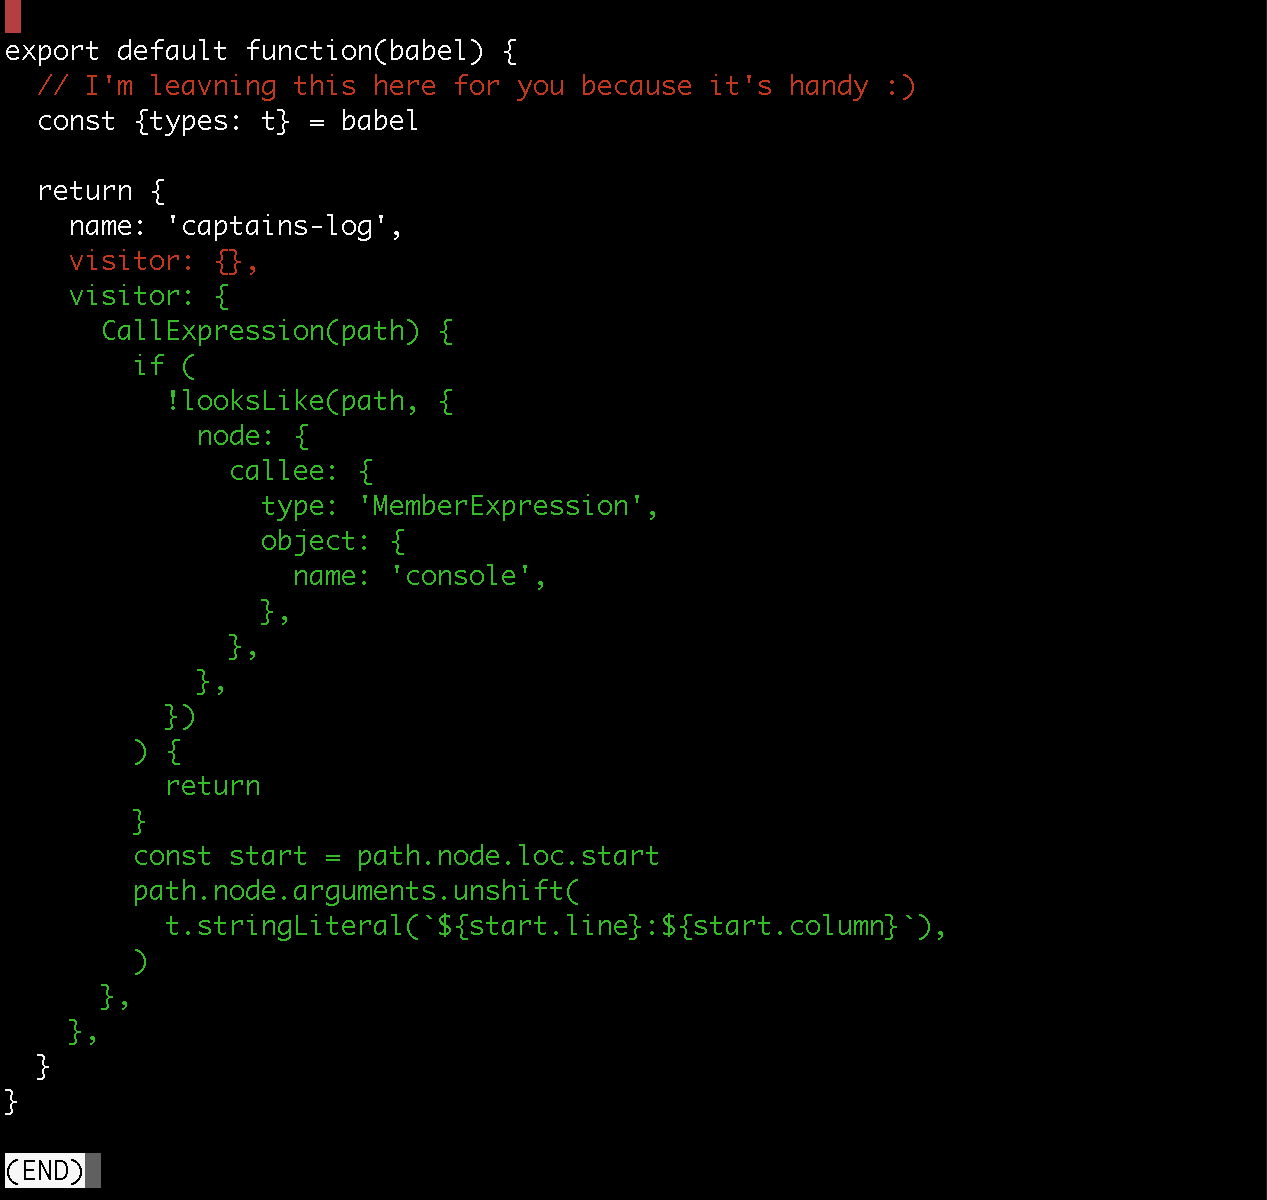 export default function(babel) {
  // I'm leavning this here for you because it's handy :)
  const {types: t} = babel

  return {
    name: 'captains-log',
    visitor: {},
    visitor: {
      CallExpression(path) {
        if (
          !looksLike(path, {
            node: {
              callee: {
                type: 'MemberExpression',
                object: {
                  name: 'console',
                },
              },
            },
          })
        ) {
          return
        }
        const start = path.node.loc.start
        path.node.arguments.unshift(
          t.stringLiteral(`${start.line}:${start.column}`),
        )
      },
    },
  }
}

(END)